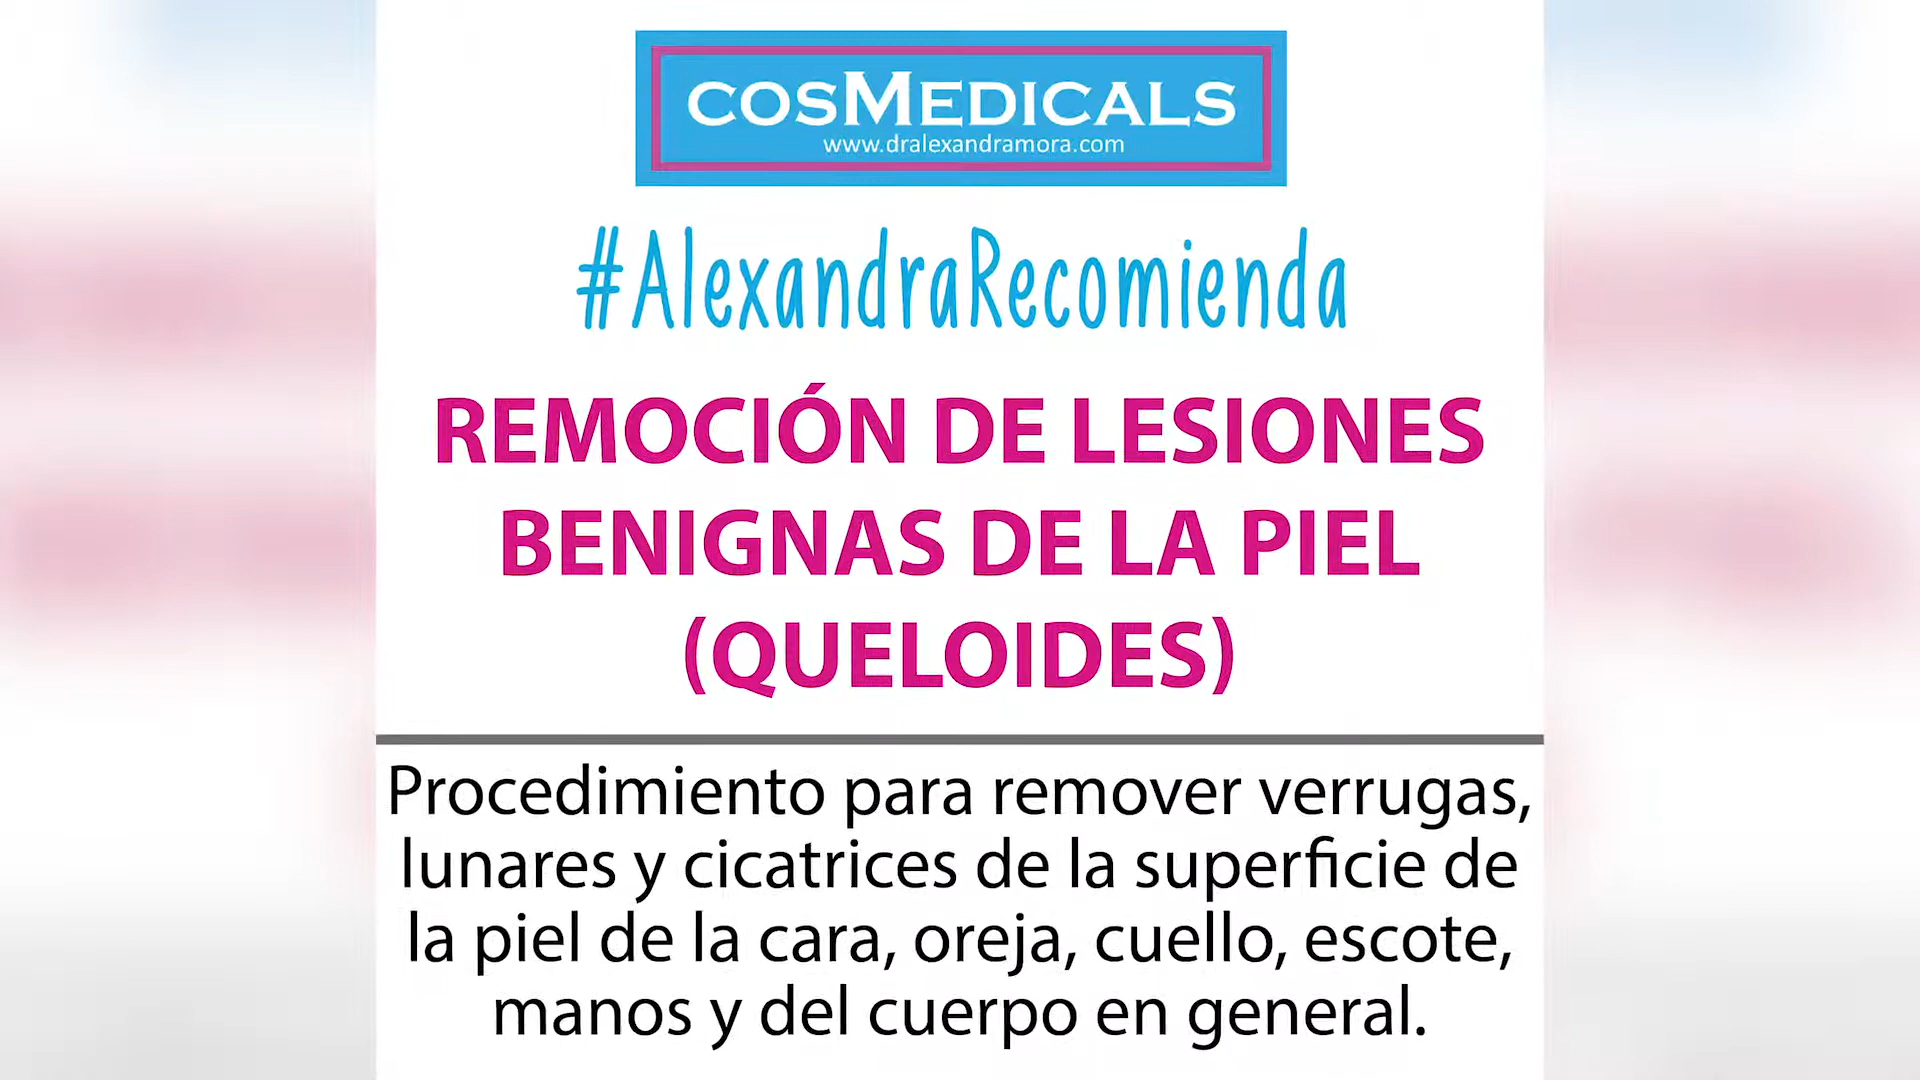 COSMEDICALS
www.dralexandramora.com
#AlexandraRecomienda
REMOCIÓN DE LESIONES
BENIGNAS DE LA PIEL
(QUELOIDES)
Procedimiento para remover verrugas,
lunares y cicatrices de la superficie de
la piel de la cara, oreja, cuello, escote,
manos y del cuerpo en general.